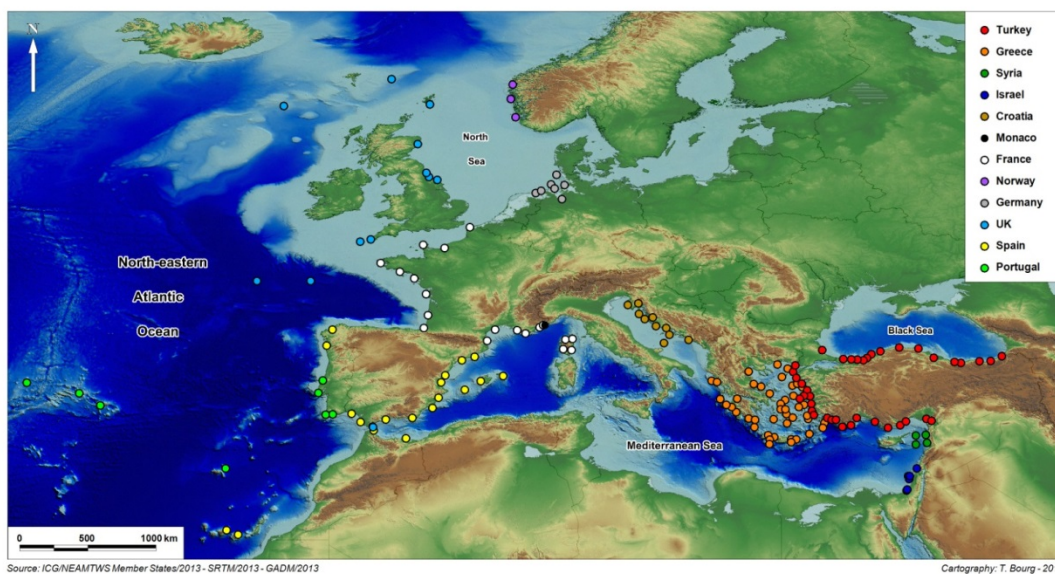 N
Turkey
Greece
Syria
Israel
Croatia
Monaco
France
Norway
Germany
UK
Spain
Portugal
North
Sea
North-eastern
Atlantic
Ocean
Black Sea
Mediterranean Sea
0 500 1000 km
Source: ICG/NEAMTWS Member States/2013 - SRTM/2013 - GADM/2013
Cartography: T. Bourg - 20